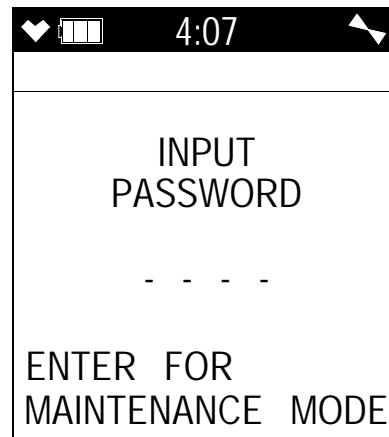 4:07
INPUT
PASSWORD
- - - -
ENTER FOR
MAINTENANCE MODE